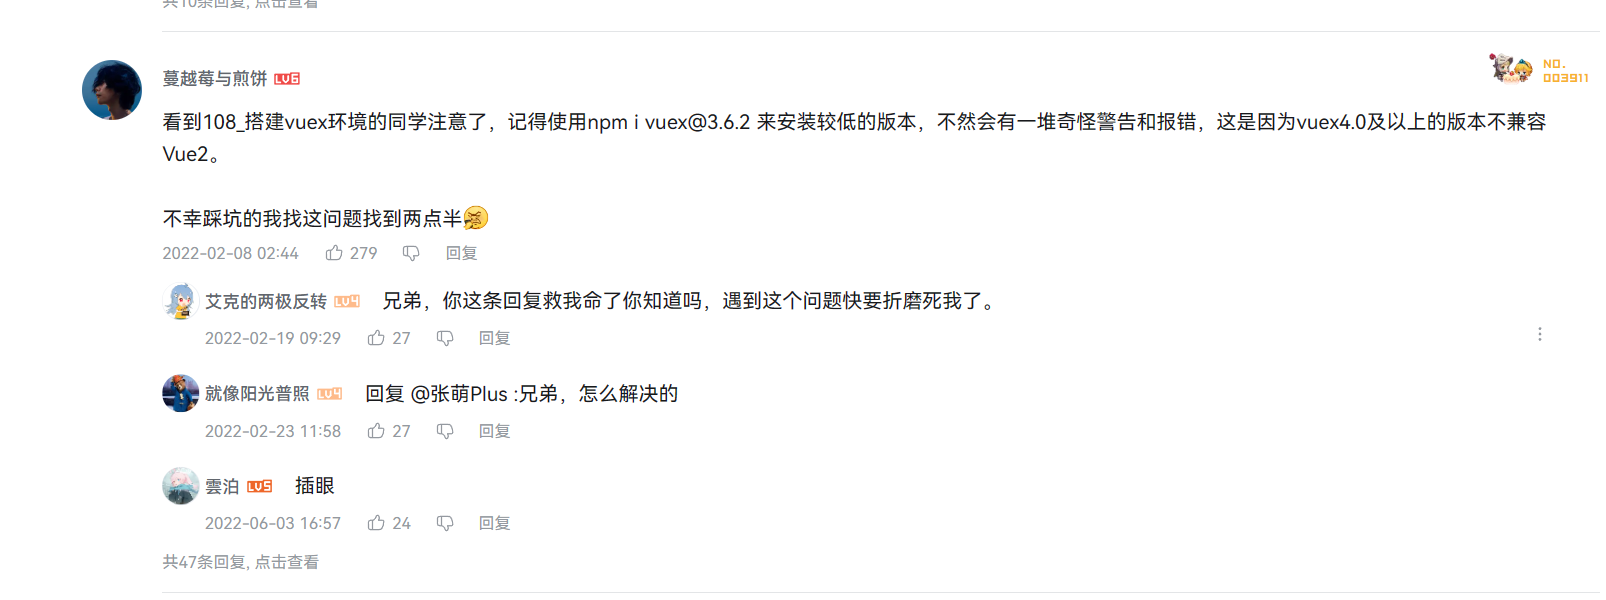 共10条回复, 点击查看
蔓越莓与煎饼 LV6
NO.
003911
看到108_搭建vuex环境的同学注意了，记得使用npm i vuex@3.6.2 来安装较低的版本，不然会有一堆奇怪警告和报错，这是因为vuex4.0及以上的版本不兼容
Vue2。
不幸踩坑的我找这问题找到两点半
2022-02-08 02:44 279 回复
艾克的两极反转 LV4 兄弟，你这条回复救我命了你知道吗，遇到这个问题快要折磨死我了。
2022-02-19 09:29 27 回复
就像阳光普照 LV4 回复 @张萌Plus :兄弟，怎么解决的
2022-02-23 11:58 27 回复
雲泊 LV5 插眼
2022-06-03 16:57 24 回复
共47条回复, 点击查看